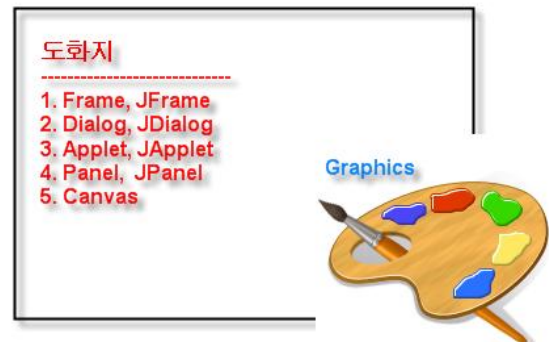 도화지
-----------------------------
1. Frame, JFrame
2. Dialog, JDialog
3. Applet, JApplet
4. Panel, JPanel
5. Canvas
Graphics